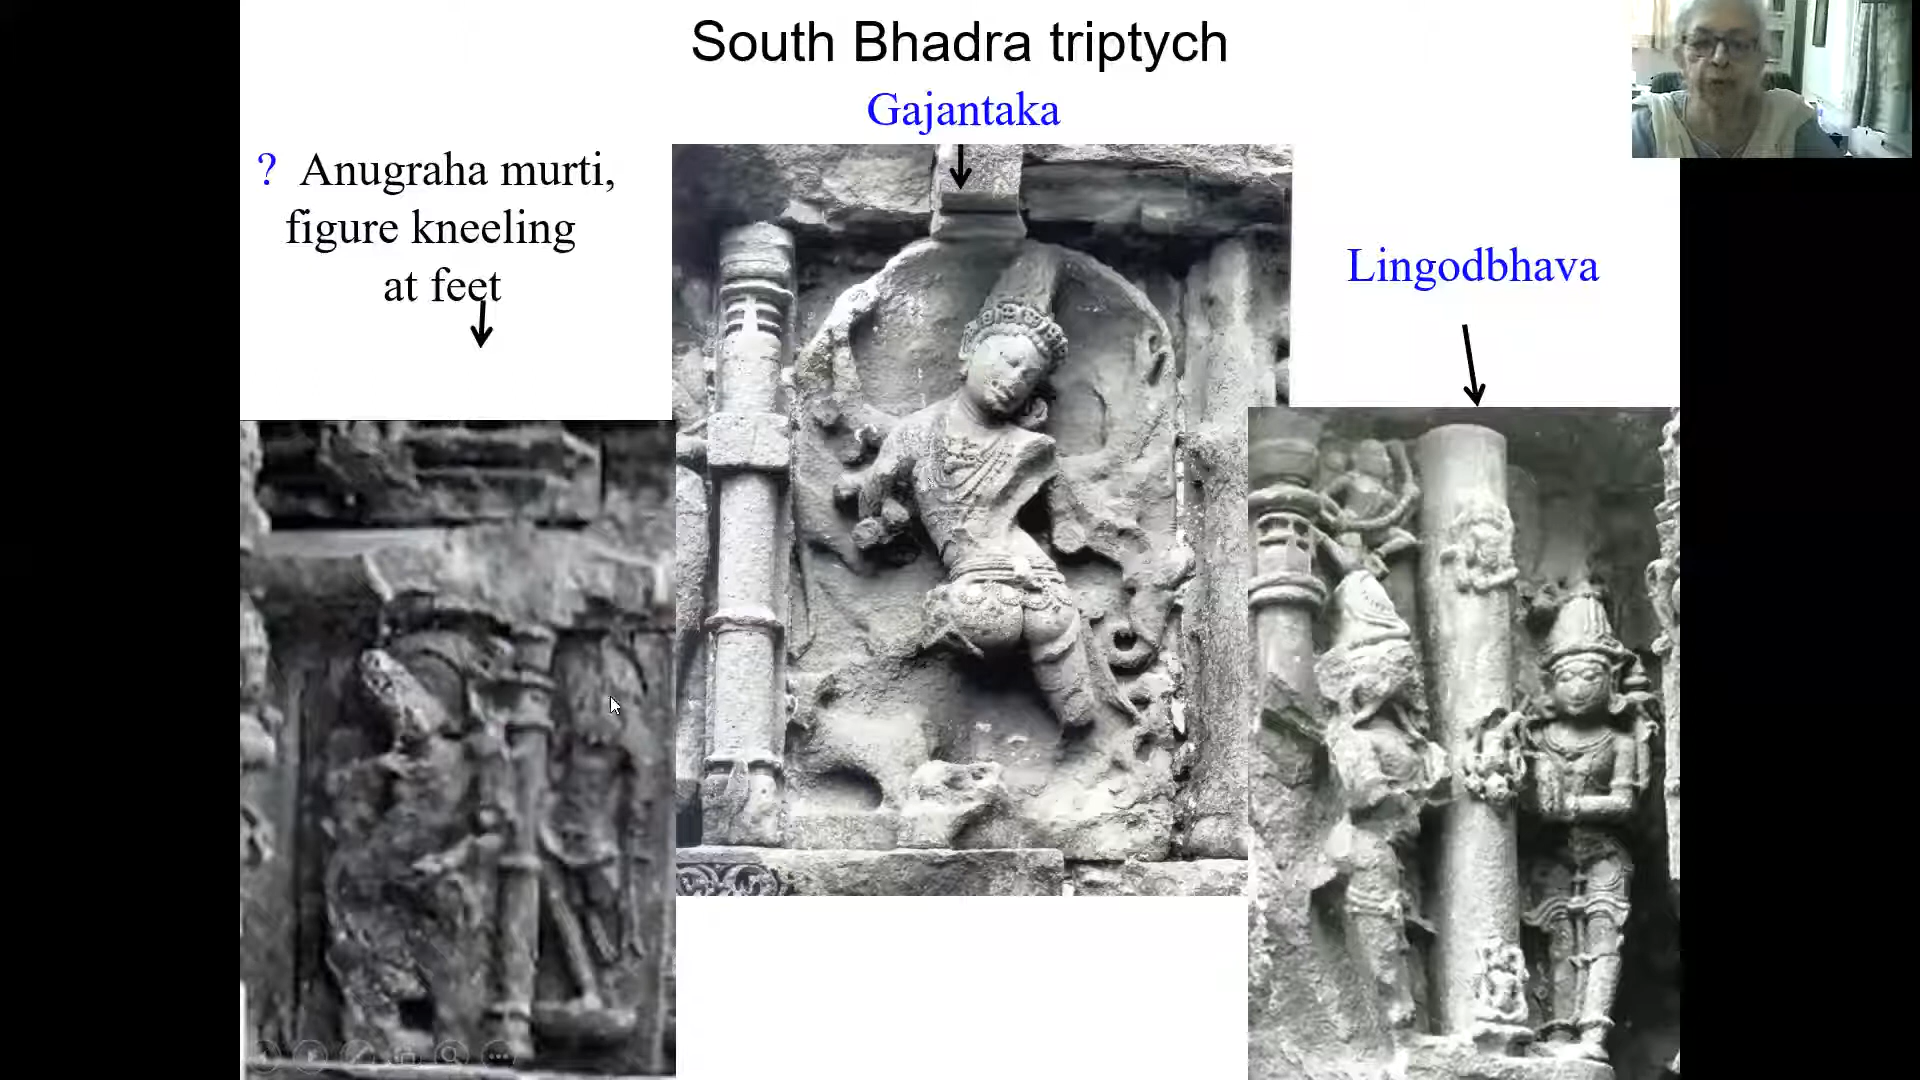 South Bhadra triptych
Gajantaka
? Anugraha murti,
figure kneeling
at feet
Lingodbhava